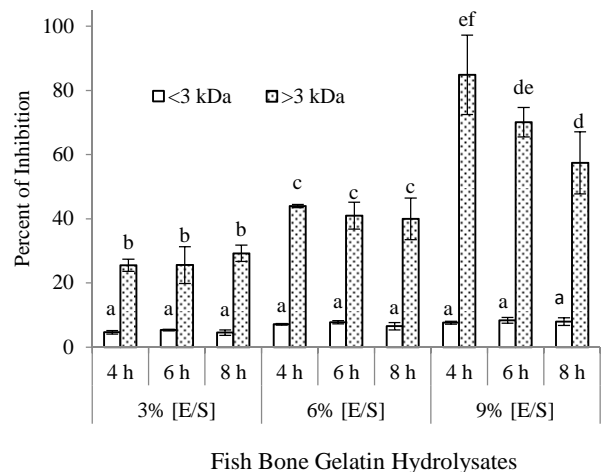 100
80
60
40
20
0
Percent of Inhibition
<3 kDa >3 kDa
a b a b a b a c a c a c a ef a de a d
4 h 6 h 8 h 4 h 6 h 8 h 4 h 6 h 8 h
3% [E/S] 6% [E/S] 9% [E/S]
Fish Bone Gelatin Hydrolysates